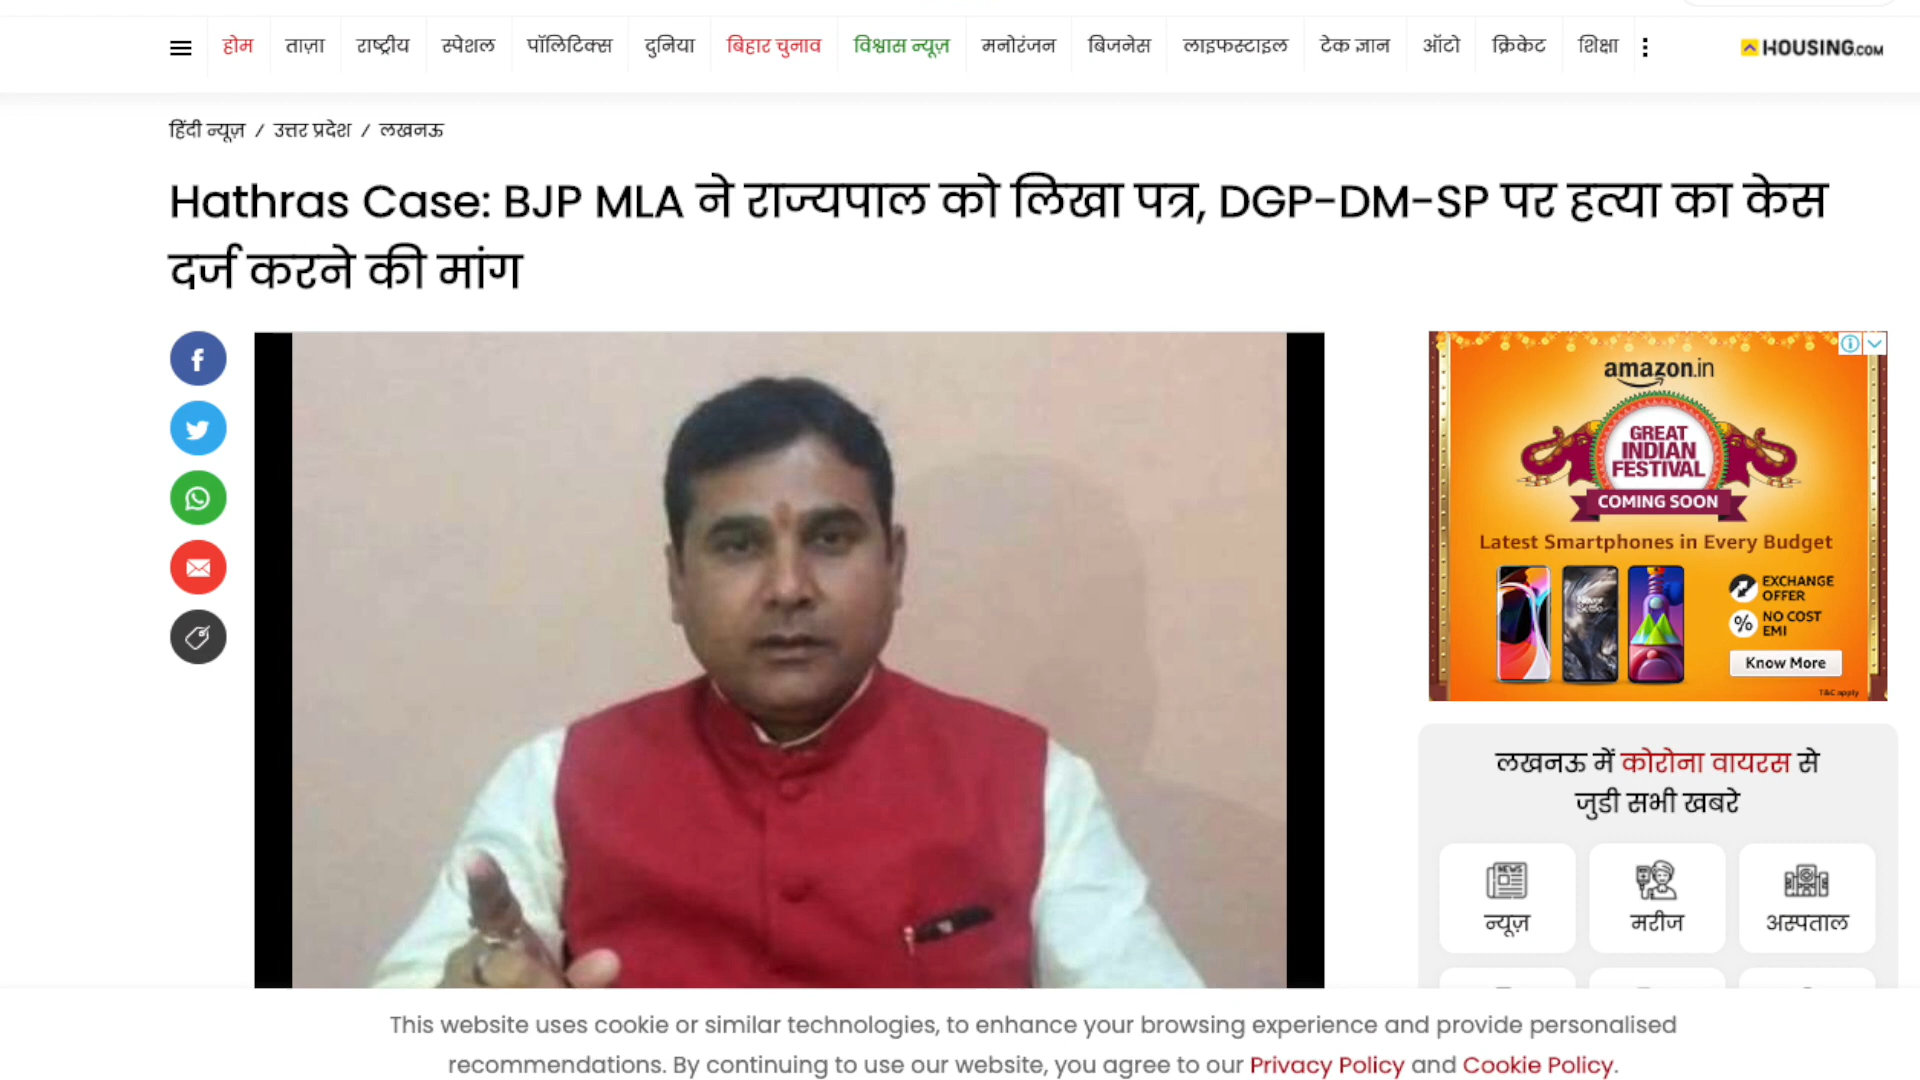 होम ताज़ा राष्ट्रीय स्पेशल पॉलिटिक्स दुनिया बिहार चुनाव विश्वास न्यूज़ मनोरंजन बिजनेस लाइफस्टाइल टेक ज्ञान ऑटो क्रिकेट शिक्षा HOUSING.COM
हिंदी न्यूज़ / उत्तर प्रदेश / लखनऊ
Hathras Case: BJP MLA ने राज्यपाल को लिखा पत्र, DGP-DM-SP पर हत्या का केस
दर्ज करने की मांग
amazon.in
GREAT
INDIAN
FESTIVAL
COMING SOON
Latest Smartphones in Every Budget
Never
Settle
EXCHANGE
OFFER
% NO COST
EMI
Know More
T&C apply
लखनऊ में कोरोना वायरस से
जुडी सभी खबरे
NEWS
न्यूज़ मरीज अस्पताल
This website uses cookie or similar technologies, to enhance your browsing experience and provide personalised
recommendations. By continuing to use our website, you agree to our Privacy Policy and Cookie Policy.